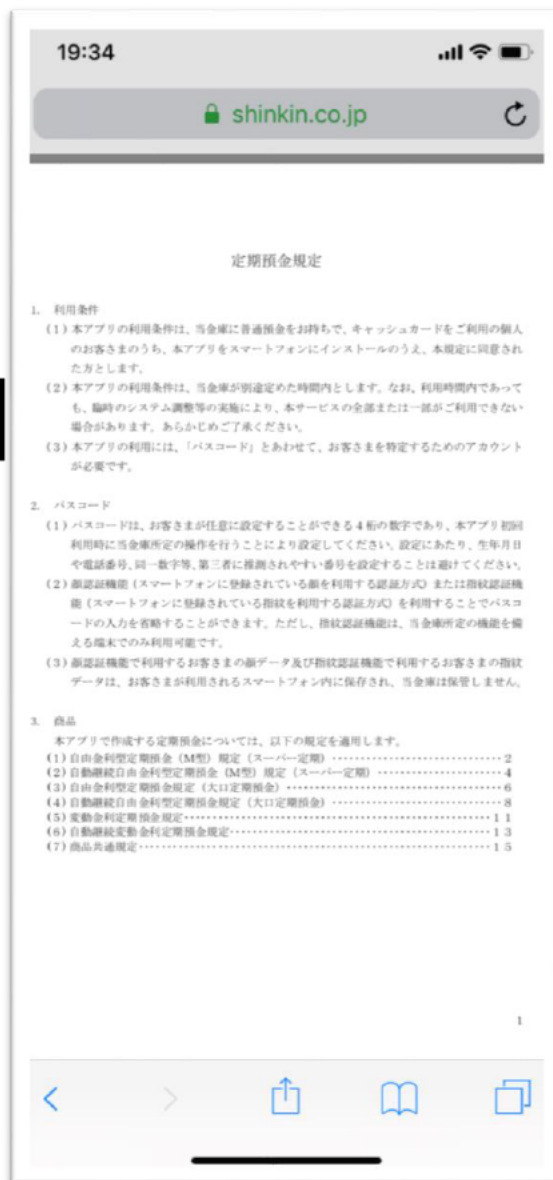 19:34
shinkin.co.jp
定期預金規定
1. 利用条件
(1)本アプリの利用条件は、当金庫に普通預金をお持ちで、キャッシュカードをご利用の個人
のお客さまのうち、本アプリをスマートフォンにインストールのうえ、本規定に同意され
た方とします。
(2)本アプリの利用条件は、当金庫が別途定めた時間内とします。なお、利用時間内であって
も、臨時のシステム調整等の実施により、本サービスの全部または一部がご利用できない
場合があります。あらかじめご了承ください。
(3)本アプリの利用には、「パスコード」とあわせて、お客さまを特定するためのアカウント
が必要です。
2. パスコード
(1)パスコードは、お客さまが任意に設定することができる4桁の数字であり、本アプリ初回
利用時に当金庫所定の操作を行うことにより設定してください。設定にあたり、生年月日
や電話番号、同一数字等、第三者に推測されやすい番号を設定することは避けてください。
(2)顔認証機能(スマートフォンに登録されている顔を利用する認証方式)または指紋認証機
能(スマートフォンに登録されている指紋を利用する認証方式)を利用することでパスコ
ードの入力を省略することができます。ただし、指紋認証機能は、当金庫所定の機能を備
える端末でのみ利用可能です。
(3)顔認証機能で利用するお客さまの顔データ及び指紋認証機能で利用するお客さまの指紋
データは、お客さまが利用されるスマートフォン内に保存され、当金庫は保管しません。
3. 商品
本アプリで作成する定期預金については、以下の規定を適用します。
(1)自由金利型定期預金(M型)規定(スーパー定期)······························2
(2)自動継続自由金利型定期預金(M型)規定(スーパー定期)······················4
(3)自由金利型定期預金規定(大口定期預金)······································6
(4)自動継続自由金利型定期預金規定(大口定期預金)······························8
(5)変動金利定期預金規定······················································11
(6)自動継続変動金利定期預金規定··············································13
(7)商品共通規定······························································15
1